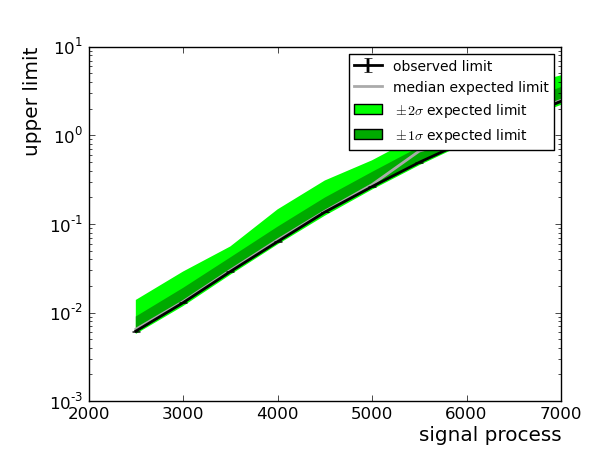 upper limit
10^1
10^0
10^-1
10^-2
10^-3
observed limit
median expected limit
±2σ expected limit
±1σ expected limit
2000 3000 4000 5000 6000 7000
signal process